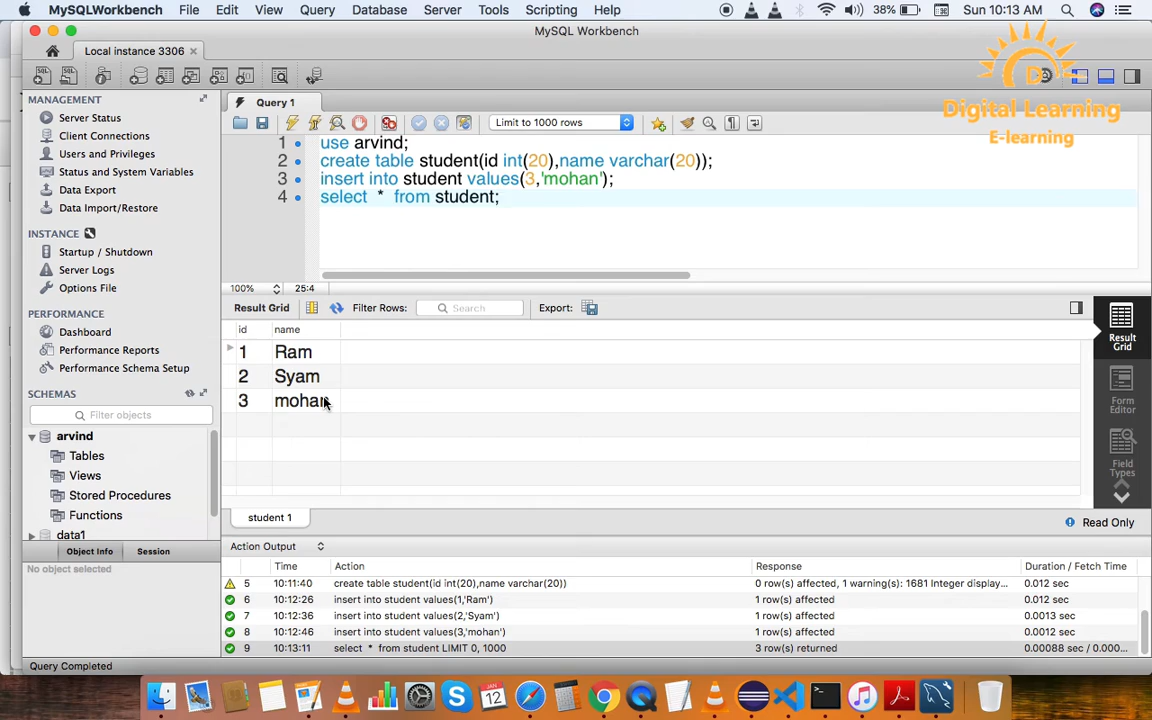 MySQLWorkbench File Edit View Query Database Server Tools Scripting Help 38% Sun 10:13 AM
MySQL Workbench
Local instance 3306
Digital Learning
E-learning
MANAGEMENT
Server Status
Client Connections
Users and Privileges
Status and System Variables
Data Export
Data Import/Restore
INSTANCE
Startup / Shutdown
Server Logs
Options File
PERFORMANCE
Dashboard
Performance Reports
Performance Schema Setup
SCHEMAS
Filter objects
arvind
Tables
Views
Stored Procedures
Functions
data1
Object Info Session
No object selected
Query 1
Limit to 1000 rows
1 use arvind;
2 create table student(id int(20),name varchar(20));
3 insert into student values(3,'mohan');
4 select * from student;
100% 25:4
Result Grid Filter Rows: Search Export:
id name
1 Ram
2 Syam
3 mohan
Result Grid
Form Editor
Field Types
student 1
Read Only
Action Output
Time Action Response Duration / Fetch Time
5 10:11:40 create table student(id int(20),name varchar(20)) 0 row(s) affected, 1 warning(s): 1681 Integer display... 0.012 sec
6 10:12:26 insert into student values(1,'Ram') 1 row(s) affected 0.012 sec
7 10:12:36 insert into student values(2,'Syam') 1 row(s) affected 0.0013 sec
8 10:12:46 insert into student values(3,'mohan') 1 row(s) affected 0.0012 sec
9 10:13:11 select * from student LIMIT 0, 1000 3 row(s) returned 0.00088 sec / 0.000...
Query Completed
JAN
12